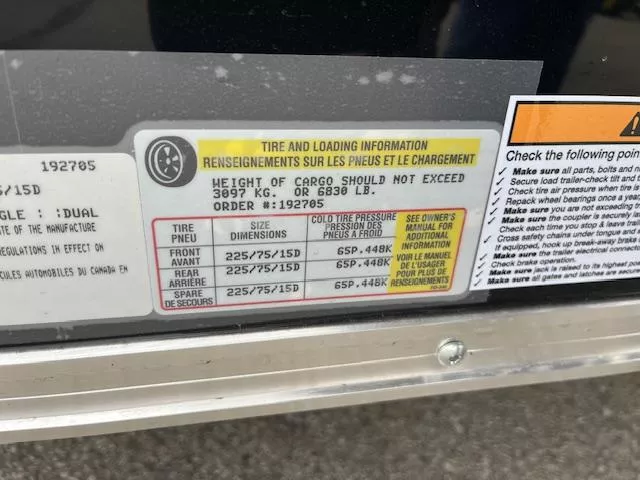 192705
5/15D
GLE : :DUAL
TE OF THE MANUFACTURE
REGULATIONS IN EFFECT ON
CULES AUTOMOBILES DU CANADA EN
TIRE AND LOADING INFORMATION
RENSEIGNEMENTS SUR LES PNEUS ET LE CHARGEMENT
WEIGHT OF CARGO SHOULD NOT EXCEED
3097 KG. OR 6830 LB.
ORDER #:192705
TIRE
PNEU
SIZE
DIMENSIONS
COLD TIRE PRESSURE
PRESSION DES
PNEUS A FROID
FRONT
AVANT
225/75/15D
65P.448K
REAR
ARRIÈRE
225/75/15D
65P.448K
SPARE
DE SECOURS
225/75/15D
65P.448K
SEE OWNER'S
MANUAL FOR
ADDITIONAL
INFORMATION
VOIR LE MANUEL
DE L'USAGER
POUR PLUS DE
RENSEIGNEMENTS
Check the following poin
✓ Make sure all parts, bolts and n
✓ Secure load trailer-check tilt and t
✓ Check tire air pressure when tire is
✓ Repack wheel bearings once a year,
✓ Make sure you are not exceeding t
✓ Make sure the coupler is securely
Check each time you stop & leave trail
✓ Cross safety chains under tongue and
If equipped, hook up break-away brake
✓ Make sure the trailer electrical connect
✓ Check brake operation.
✓ Make sure jack is raised to its highest pos
✓ Make sure all gates and latches are secure